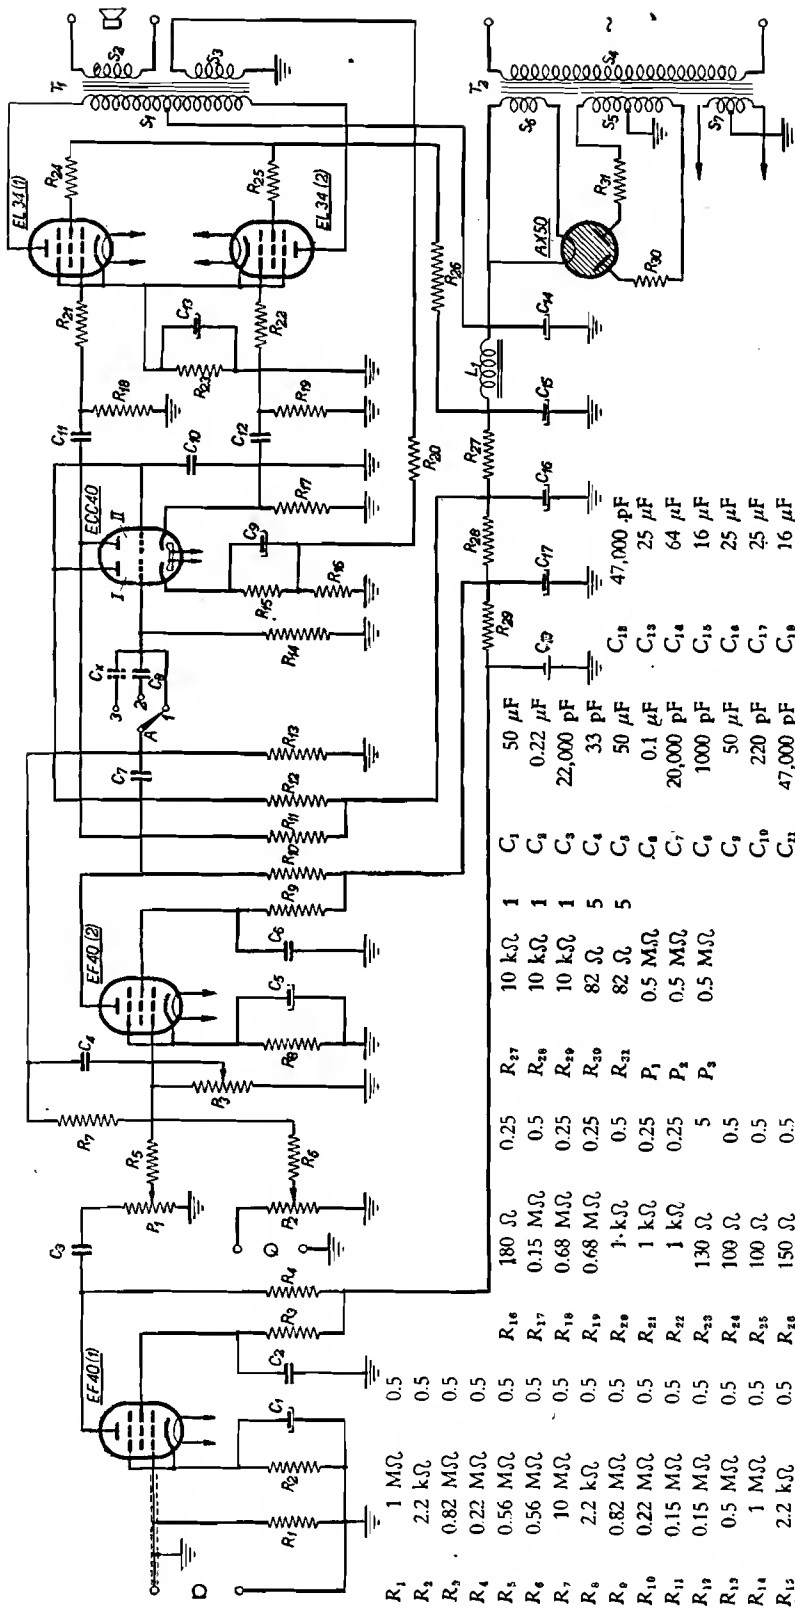 EF40(1)
C3
R1
R2
C1
C2
R3
R4
P1
R5
P2
R6
R7
C4
P3
EF40(2)
R8
C5
C6
R9
R10
R11
R12
R13
C7
A
3
2
1
Cx
C8
R14
ECC40
I
II
R15
C9
R16
R17
C10
C11
C12
R18
R19
R20
R21
R22
R23
C13
EL34(1)
EL34(2)
R24
R25
R26
T1
S1
S2
S3
C18
R29
C17
R28
C16
R27
C15
L1
C14
AX50
R30
R31
T2
S4
S5
S6
S7
~
R1 1 MΩ 0.5
R2 2.2 kΩ 0.5
R3 0.82 MΩ 0.5
R4 0.22 MΩ 0.5
R5 0.56 MΩ 0.5
R6 0.56 MΩ 0.5
R7 10 MΩ 0.5
R8 2.2 kΩ 0.5
R9 0.82 MΩ 0.5
R10 0.22 MΩ 0.5
R11 0.15 MΩ 0.5
R12 0.15 MΩ 0.5
R13 0.5 MΩ 0.5
R14 1 MΩ 0.5
R15 2.2 kΩ 0.5
R16 180 Ω 0.25
R17 0.15 MΩ 0.5
R18 0.68 MΩ 0.25
R19 0.68 MΩ 0.25
R20 1 kΩ 0.5
R21 1 kΩ 0.25
R22 1 kΩ 0.25
R23 130 Ω 5
R24 100 Ω 0.5
R25 100 Ω 0.5
R26 150 Ω 0.5
R27 10 kΩ 1
R28 10 kΩ 1
R29 10 kΩ 1
R30 82 Ω 5
R31 82 Ω 5
P1 0.5 MΩ
P2 0.5 MΩ
P3 0.5 MΩ
C1 50 μF
C2 0.22 μF
C3 22,000 pF
C4 33 pF
C5 50 μF
C6 0.1 μF
C7 20,000 pF
C8 1000 pF
C9 50 μF
C10 220 pF
C11 47,000 pF
C12 47,000 pF
C13 25 μF
C14 64 μF
C15 16 μF
C16 25 μF
C17 25 μF
C18 16 μF